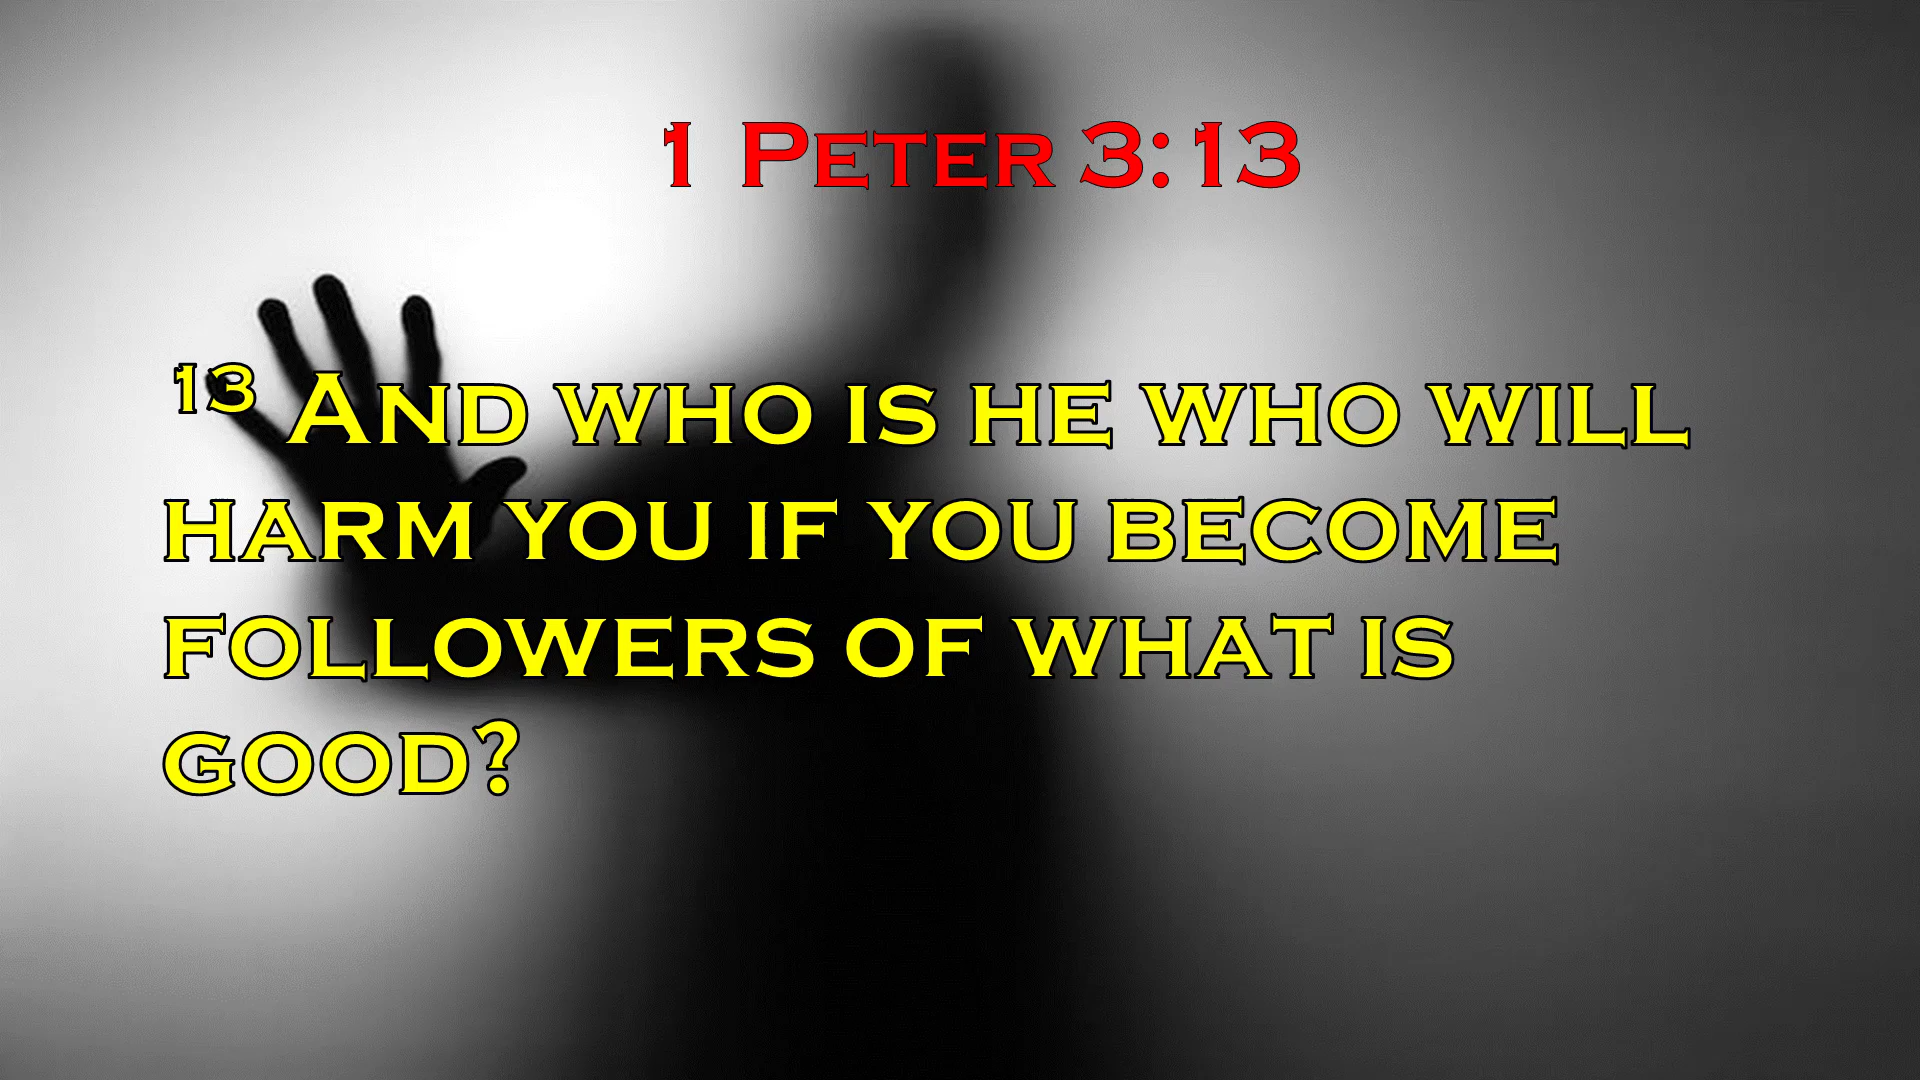 1 Peter 3:13
13 And who is he who will
harm you if you become
followers of what is
good?